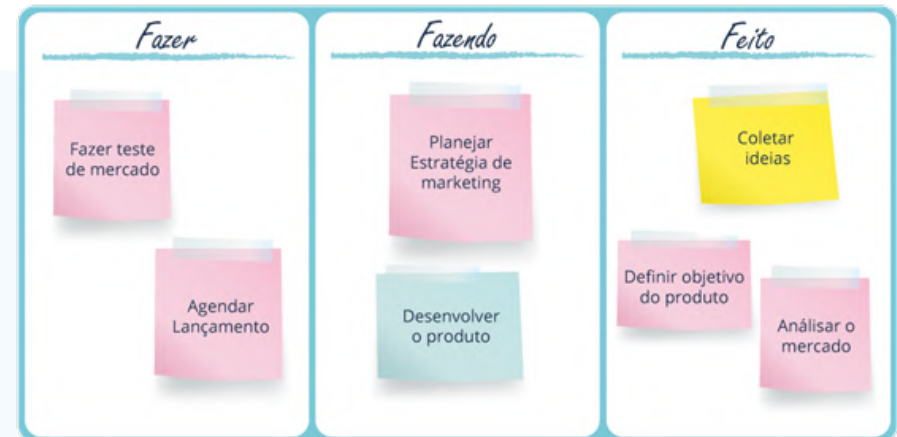 Fazer
Fazer teste
de mercado
Agendar
Lançamento
Fazendo
Planejar
Estratégia de
marketing
Desenvolver
o produto
Feito
Coletar
ideias
Definir objetivo
do produto
Análisar o
mercado